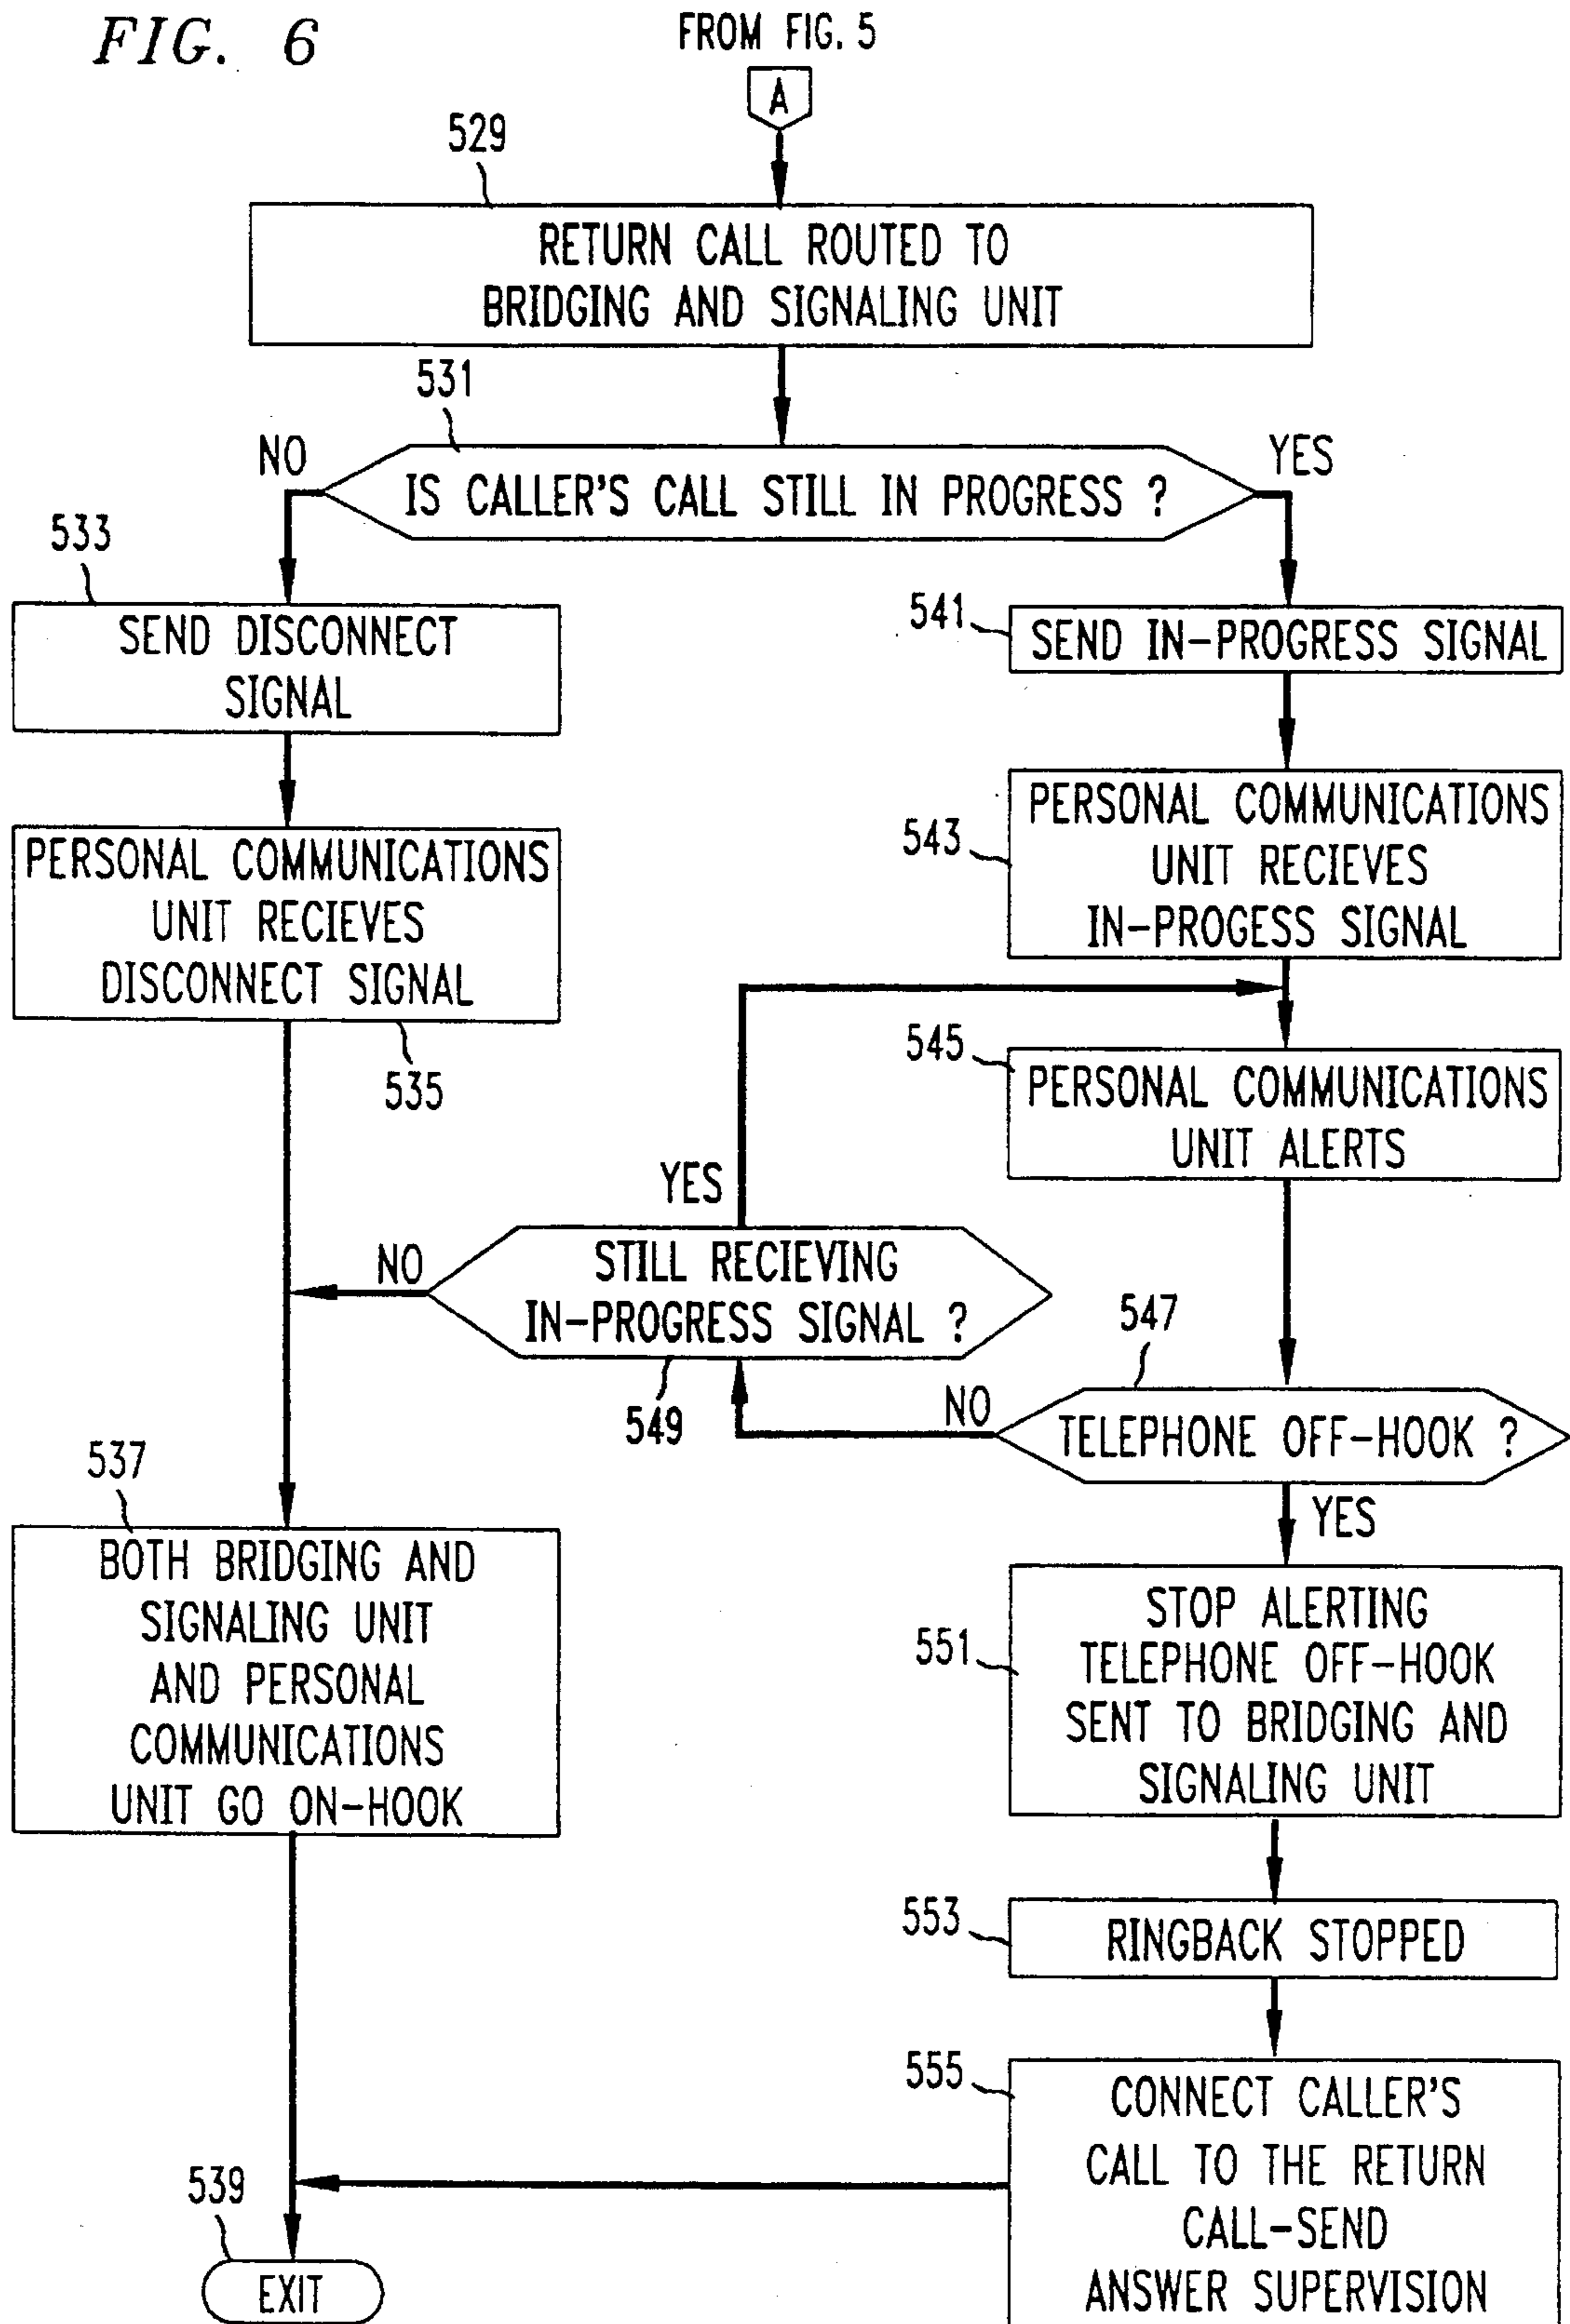 FIG. 6
FROM FIG. 5
A
529
RETURN CALL ROUTED TO
BRIDGING AND SIGNALING UNIT
531
NO
IS CALLER'S CALL STILL IN PROGRESS ?
YES
533
SEND DISCONNECT
SIGNAL
541
SEND IN-PROGRESS SIGNAL
PERSONAL COMMUNICATIONS
UNIT RECIEVES
DISCONNECT SIGNAL
535
543
PERSONAL COMMUNICATIONS
UNIT RECIEVES
IN-PROGESS SIGNAL
545
PERSONAL COMMUNICATIONS
UNIT ALERTS
YES
NO
STILL RECIEVING
IN-PROGRESS SIGNAL ?
549
547
NO
TELEPHONE OFF-HOOK ?
YES
537
BOTH BRIDGING AND
SIGNALING UNIT
AND PERSONAL
COMMUNICATIONS
UNIT GO ON-HOOK
551
STOP ALERTING
TELEPHONE OFF-HOOK
SENT TO BRIDGING AND
SIGNALING UNIT
553
RINGBACK STOPPED
555
CONNECT CALLER'S
CALL TO THE RETURN
CALL-SEND
ANSWER SUPERVISION
539
EXIT